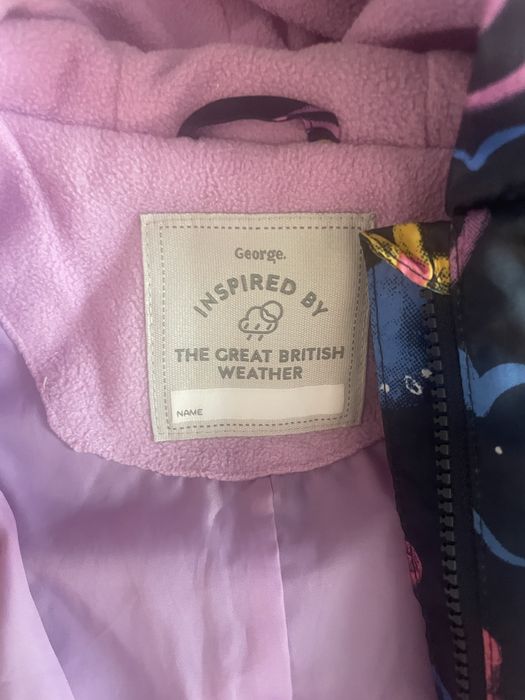 George.
INSPIRED BY
THE GREAT BRITISH
WEATHER
NAME